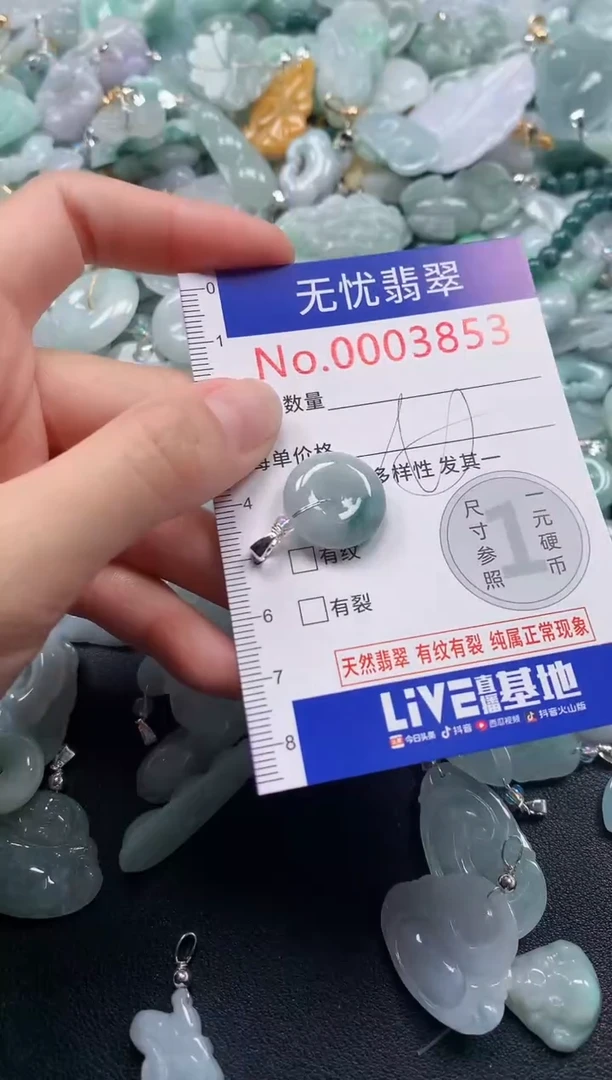 无忧翡翠
No.0003853
数量
每单价格
多样性 发其一
有纹
有裂
尺寸参照
1
一元硬币
天然翡翠 有纹有裂 纯属正常现象
LiVE直播基地
今日头条 抖音 西瓜视频 抖音火山版
0
1
4
6
7
8